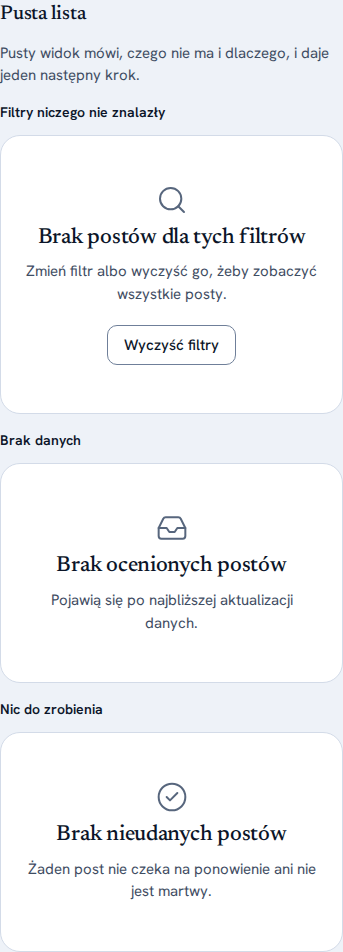 Pusta lista
Pusty widok mówi, czego nie ma i dlaczego, i daje
jeden następny krok.
Filtry niczego nie znalazły
Brak postów dla tych filtrów
Zmień filtr albo wyczyść go, żeby zobaczyć
wszystkie posty.
Wyczyść filtry
Brak danych
Brak ocenionych postów
Pojawią się po najbliższej aktualizacji
danych.
Nic do zrobienia
Brak nieudanych postów
Żaden post nie czeka na ponowienie ani nie
jest martwy.